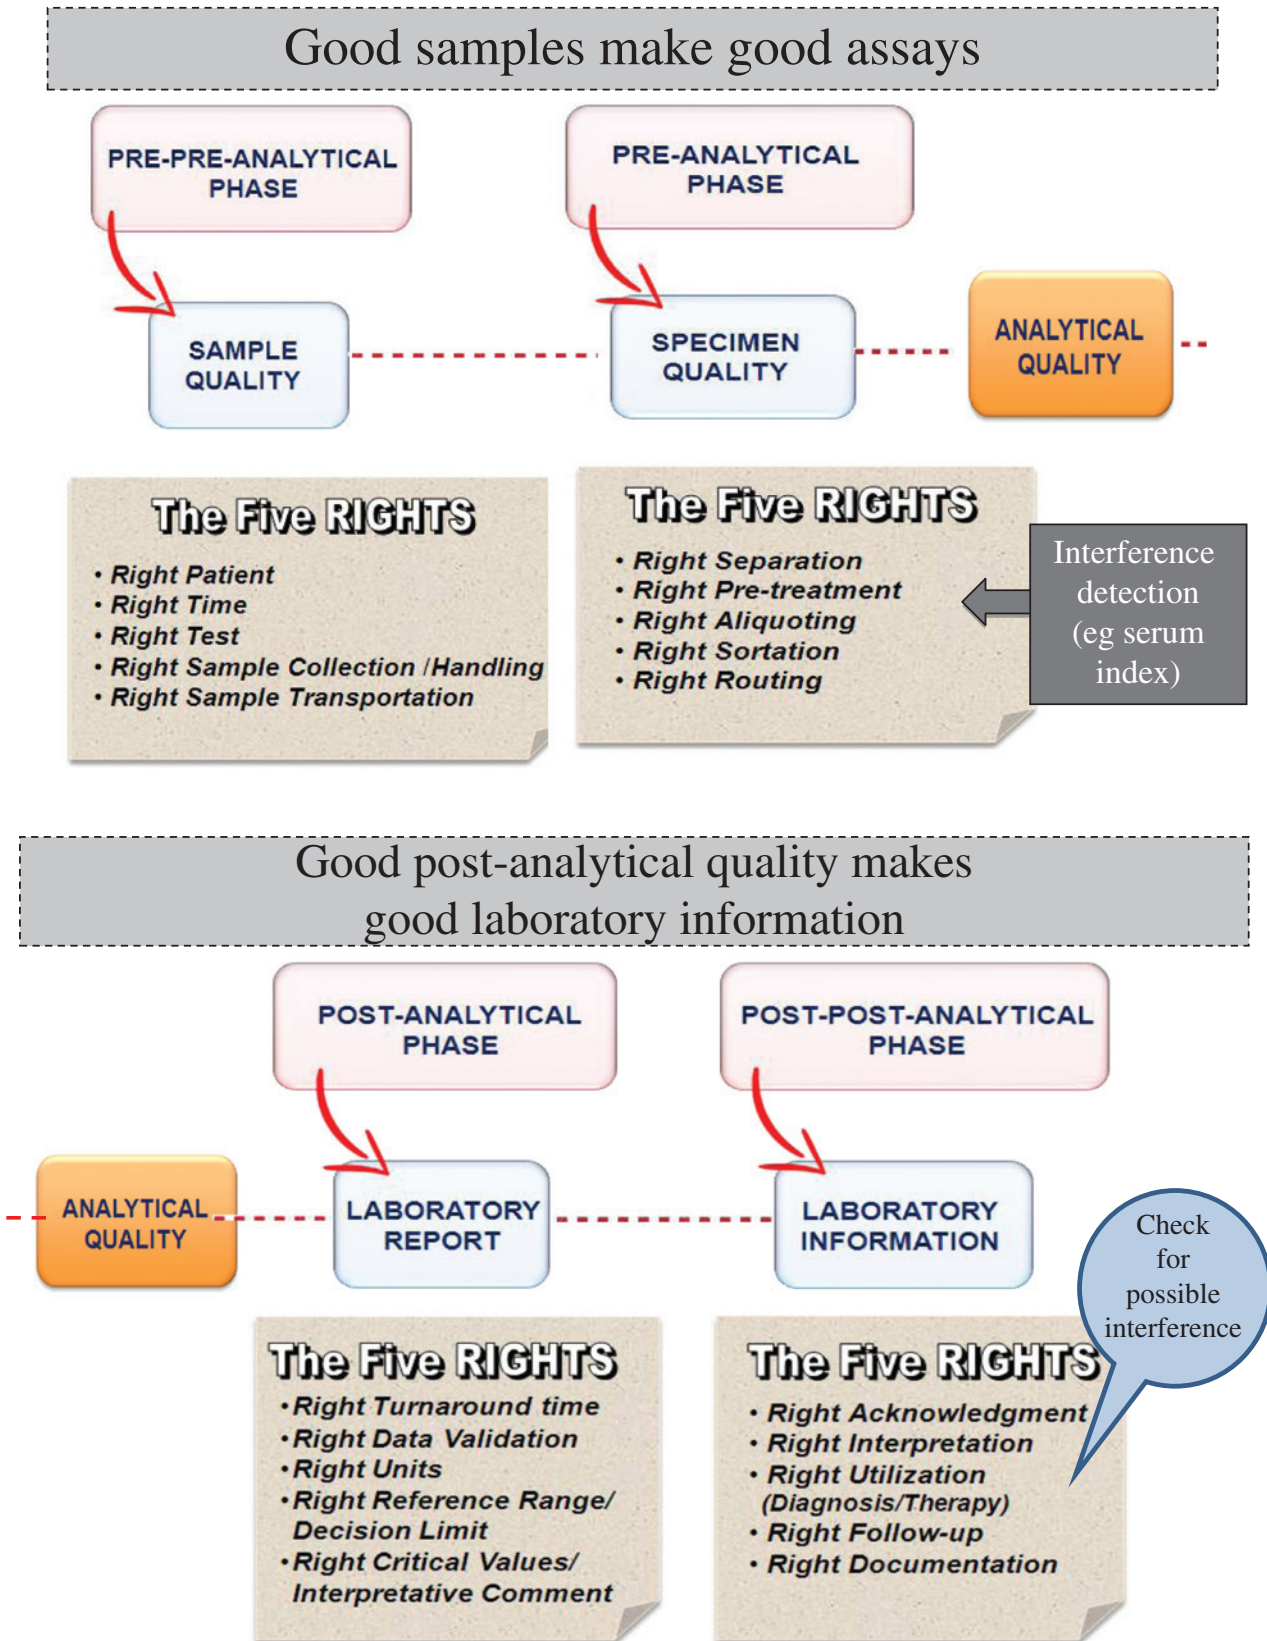 Good samples make good assays
PRE-PRE-ANALYTICAL
PHASE
PRE-ANALYTICAL
PHASE
SAMPLE
QUALITY
SPECIMEN
QUALITY
ANALYTICAL
QUALITY
The Five RIGHTS
• Right Patient
• Right Time
• Right Test
• Right Sample Collection /Handling
• Right Sample Transportation
The Five RIGHTS
• Right Separation
• Right Pre-treatment
• Right Aliquoting
• Right Sortation
• Right Routing
Interference
detection
(eg serum
index)
Good post-analytical quality makes
good laboratory information
POST-ANALYTICAL
PHASE
POST-POST-ANALYTICAL
PHASE
ANALYTICAL
QUALITY
LABORATORY
REPORT
LABORATORY
INFORMATION
Check
for
possible
interference
The Five RIGHTS
• Right Turnaround time
• Right Data Validation
• Right Units
• Right Reference Range/
Decision Limit
• Right Critical Values/
Interpretative Comment
The Five RIGHTS
• Right Acknowledgment
• Right Interpretation
• Right Utilization
(Diagnosis/Therapy)
• Right Follow-up
• Right Documentation